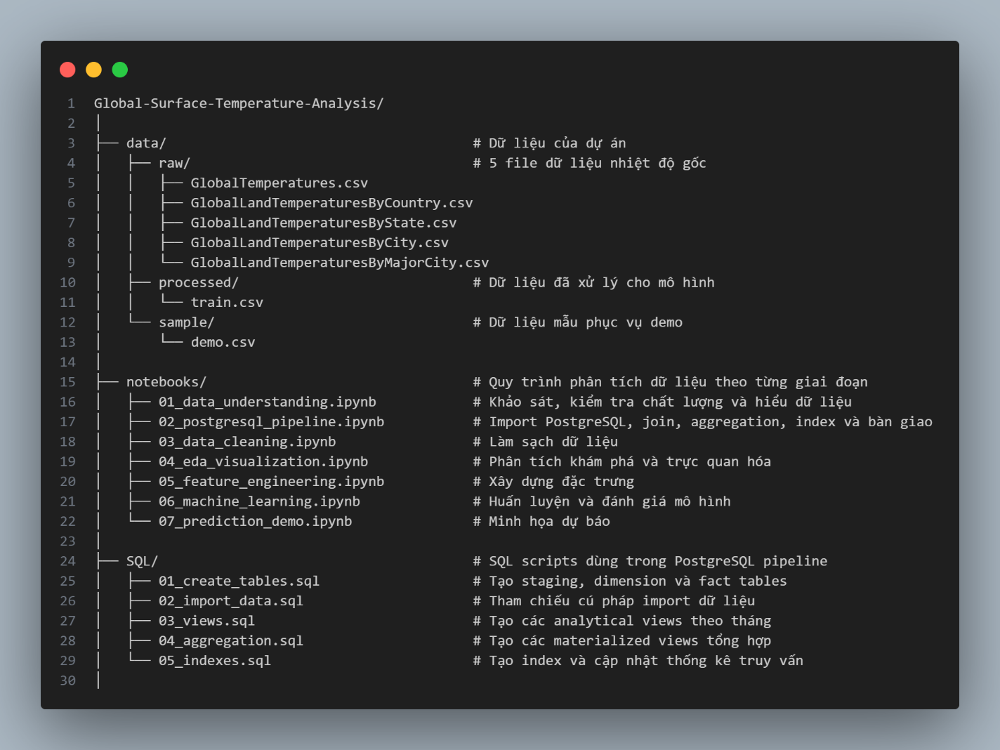 1 Global-Surface-Temperature-Analysis/
2 │
3 ├── data/                                      # Dữ liệu của dự án
4 │   ├── raw/                                   # 5 file dữ liệu nhiệt độ gốc
5 │   │   ├── GlobalTemperatures.csv
6 │   │   ├── GlobalLandTemperaturesByCountry.csv
7 │   │   ├── GlobalLandTemperaturesByState.csv
8 │   │   ├── GlobalLandTemperaturesByCity.csv
9 │   │   └── GlobalLandTemperaturesByMajorCity.csv
10 │   ├── processed/                             # Dữ liệu đã xử lý cho mô hình
11 │   │   └── train.csv
12 │   └── sample/                                # Dữ liệu mẫu phục vụ demo
13 │       └── demo.csv
14 │
15 ├── notebooks/                                 # Quy trình phân tích dữ liệu theo từng giai đoạn
16 │   ├── 01_data_understanding.ipynb            # Khảo sát, kiểm tra chất lượng và hiểu dữ liệu
17 │   ├── 02_postgresql_pipeline.ipynb           # Import PostgreSQL, join, aggregation, index và bàn giao
18 │   ├── 03_data_cleaning.ipynb                 # Làm sạch dữ liệu
19 │   ├── 04_eda_visualization.ipynb             # Phân tích khám phá và trực quan hóa
20 │   ├── 05_feature_engineering.ipynb           # Xây dựng đặc trưng
21 │   ├── 06_machine_learning.ipynb              # Huấn luyện và đánh giá mô hình
22 │   └── 07_prediction_demo.ipynb               # Minh họa dự báo
23 │
24 ├── SQL/                                       # SQL scripts dùng trong PostgreSQL pipeline
25 │   ├── 01_create_tables.sql                   # Tạo staging, dimension và fact tables
26 │   ├── 02_import_data.sql                     # Tham chiếu cú pháp import dữ liệu
27 │   ├── 03_views.sql                           # Tạo các analytical views theo tháng
28 │   ├── 04_aggregation.sql                     # Tạo các materialized views tổng hợp
29 │   └── 05_indexes.sql                         # Tạo index và cập nhật thống kê truy vấn
30 │